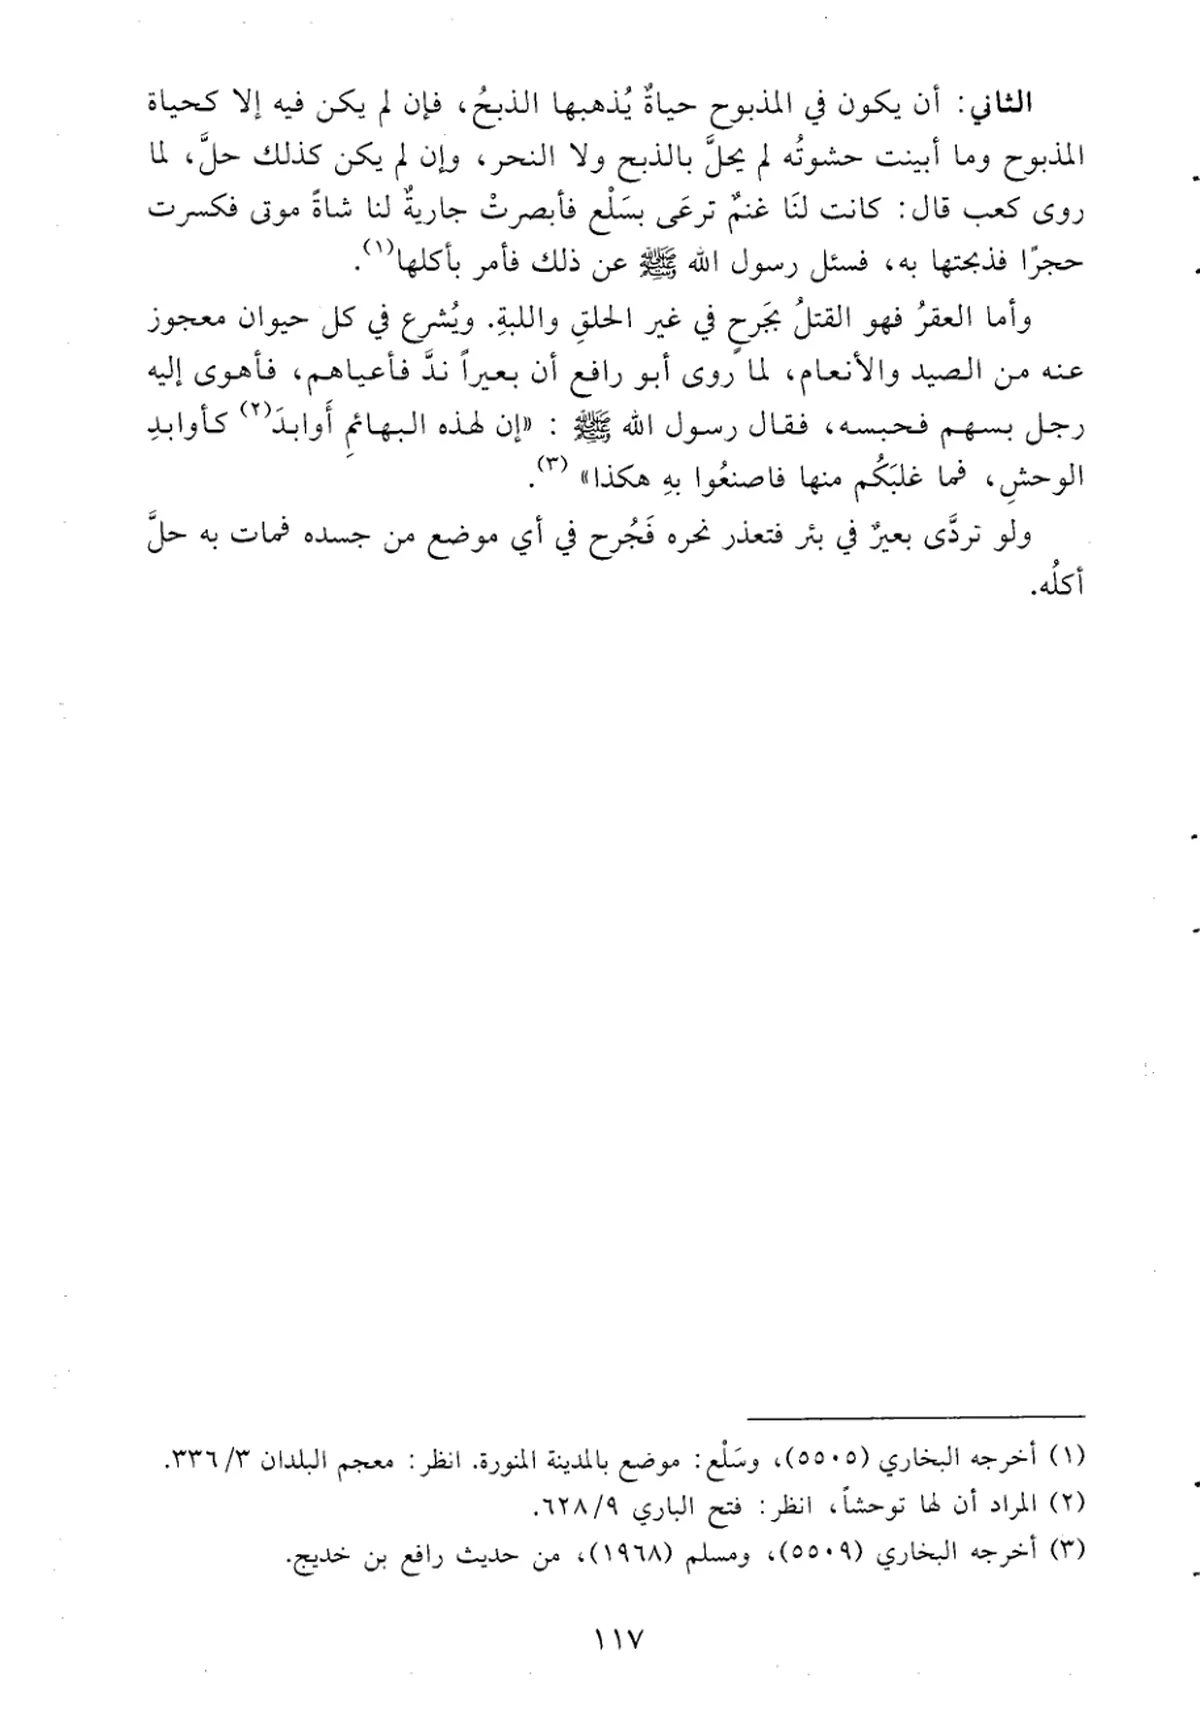 الثاني: أن يكون في المذبوح حياةٌ يُذهبها الذبحُ، فإن لم يكن فيه إلا كحياة
المذبوح وما أبينت حشوتُه لم يحلَّ بالذبح ولا النحر، وإن لم يكن كذلك حلَّ، لما
روى كعب قال: كانت لنَا غنمٌ ترعَى بسَلْع فأبصرتْ جاريةٌ لنا شاةً موتى فكسرت
حجرًا فذبحتها به، فسئل رسول الله ﷺ عن ذلك فأمر بأكلها(١).
وأما العقرُ فهو القتلُ بجَرحٍ في غير الحلقِ واللبةِ. ويُشرع في كل حيوان معجوز
عنه من الصيد والأنعام، لما روى أبو رافع أن بعيراً ندَّ فأعياهم، فأهوى إليه
رجل بسهم فحبسه، فقال رسول الله ﷺ : «إن لهذه البهائمِ أَوابدَ(٢) كأوابدِ
الوحشِ، فما غلبَكُم منها فاصنعُوا بهِ هكذا» (٣).
ولو تردَّى بعيرٌ في بئر فتعذر نحره فَجُرح في أي موضع من جسده فمات به حلَّ
أكلُه.
(١) أخرجه البخاري (٥٥٠٥)، وسَلْع: موضع بالمدينة المنورة. انظر: معجم البلدان ٣/ ٣٣٦.
(٢) المراد أن لها توحشاً، انظر: فتح الباري ٩/ ٦٢٨.
(٣) أخرجه البخاري (٥٥٠٩)، ومسلم (١٩٦٨)، من حديث رافع بن خديج.
١١٧